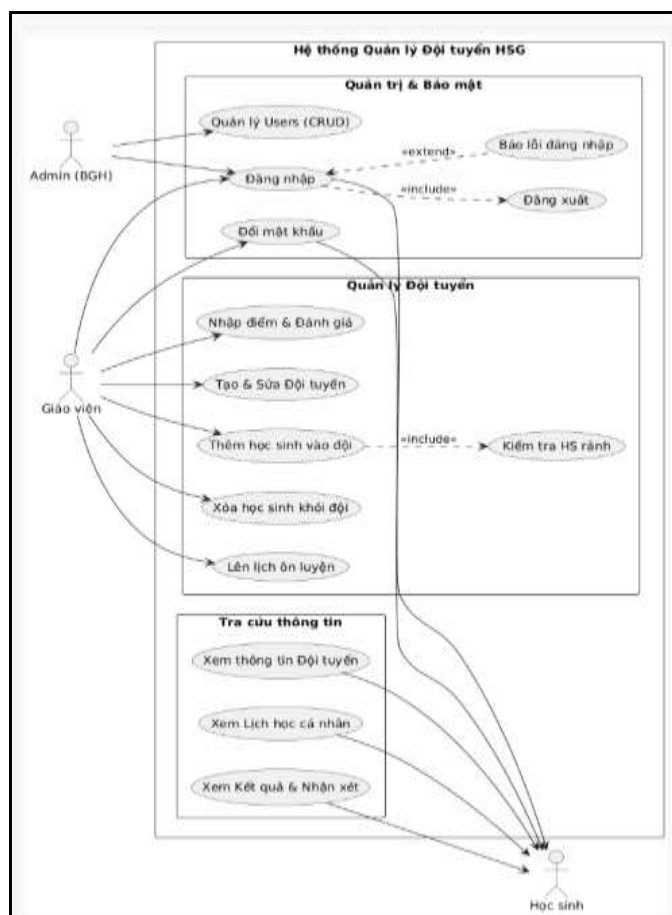 Hệ thống Quản lý Đội tuyển HSG
Quản trị & Bảo mật
Quản lý Users (CRUD)
Admin (BGH)
«extend»
Báo lỗi đăng nhập
Đăng nhập
«include»
Đăng xuất
Đổi mật khẩu
Quản lý Đội tuyển
Nhập điểm & Đánh giá
Tạo & Sửa Đội tuyển
Giáo viên
Thêm học sinh vào đội
«include»
Kiểm tra HS rảnh
Xóa học sinh khỏi đội
Lên lịch ôn luyện
Tra cứu thông tin
Xem thông tin Đội tuyển
Xem Lịch học cá nhân
Xem Kết quả & Nhận xét
Học sinh